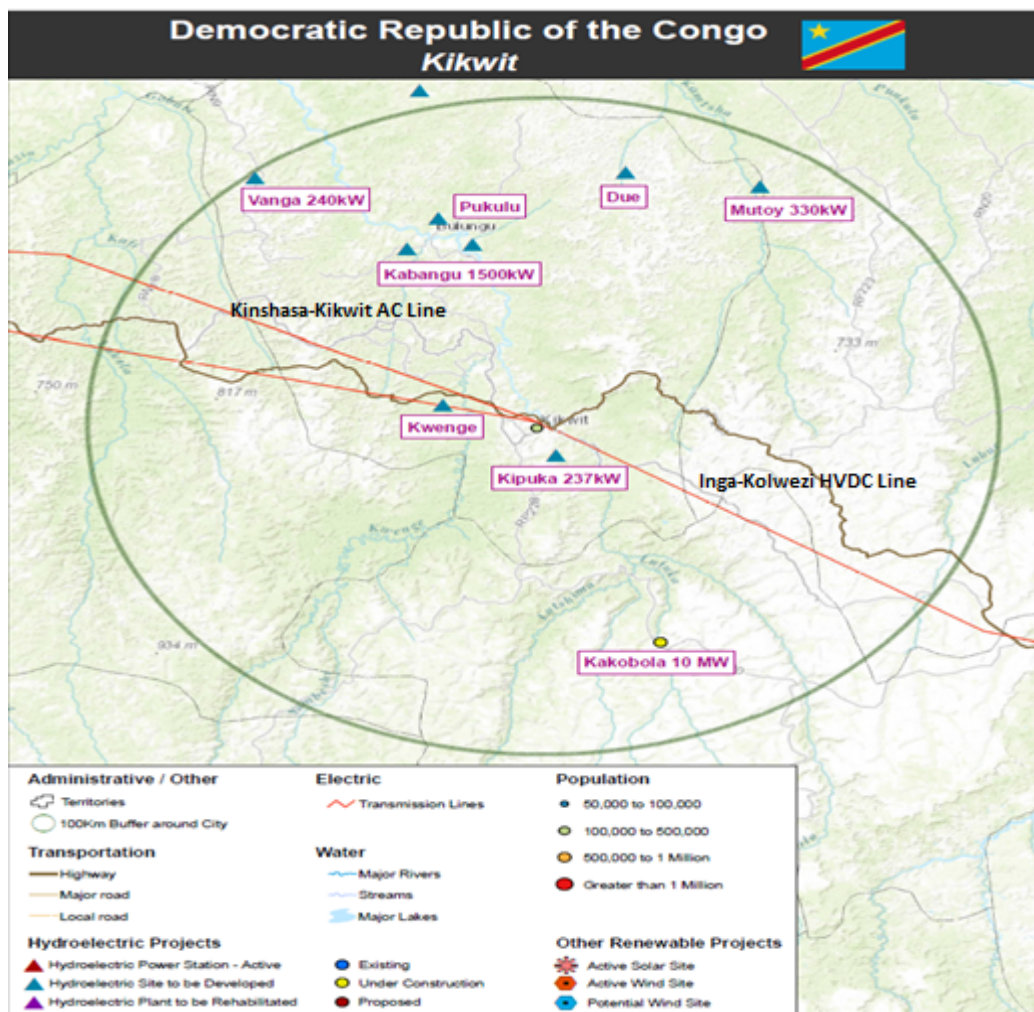 Democratic Republic of the Congo
Kikwit
Vanga 240kW
Pukulu
Due
Mutoy 330kW
Bulungu
Kabangu 1500kW
Kinshasa-Kikwit AC Line
733 m
750 m
817 m
Kwenge
Kikwit
Kipuka 237kW
Inga-Kolwezi HVDC Line
Kwenge
Lufuku
934 m
Kakobola 10 MW
Administrative / Other
Territories
100Km Buffer around City
Transportation
Highway
Major road
Local road
Hydroelectric Projects
Hydroelectric Power Station - Active
Hydroelectric Site to be Developed
Hydroelectric Plant to be Rehabilitated
Electric
Transmission Lines
Water
Major Rivers
Streams
Major Lakes
Existing
Under Construction
Proposed
Population
50,000 to 100,000
100,000 to 500,000
500,000 to 1 Million
Greater than 1 Million
Other Renewable Projects
Active Solar Site
Active Wind Site
Potential Wind Site